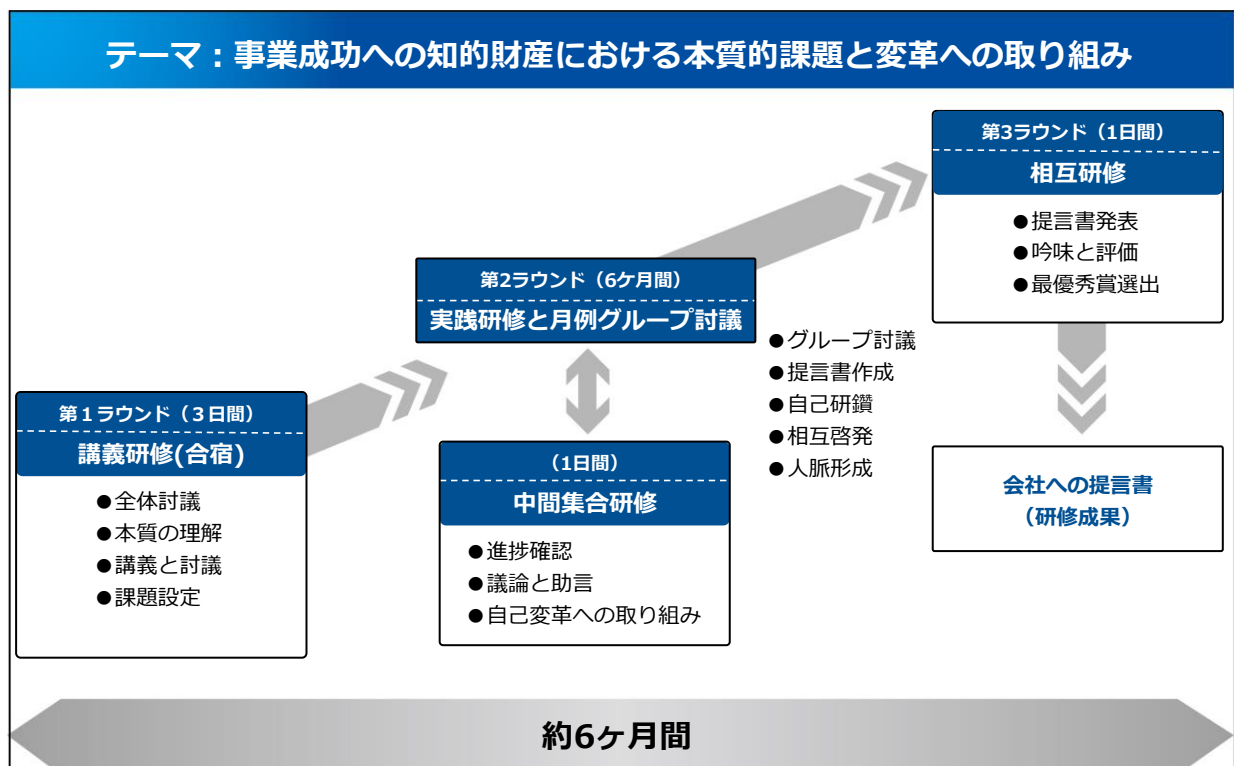 テーマ：事業成功への知的財産における本質的課題と変革への取り組み
第１ラウンド（３日間）
講義研修(合宿)
●全体討議
●本質の理解
●講義と討議
●課題設定
第2ラウンド（6ケ月間）
実践研修と月例グループ討議
●グループ討議
●提言書作成
●自己研鑽
●相互啓発
●人脈形成
（1日間）
中間集合研修
●進捗確認
●議論と助言
●自己変革への取り組み
第3ラウンド（1日間）
相互研修
●提言書発表
●吟味と評価
●最優秀賞選出
会社への提言書
（研修成果）
約6ヶ月間